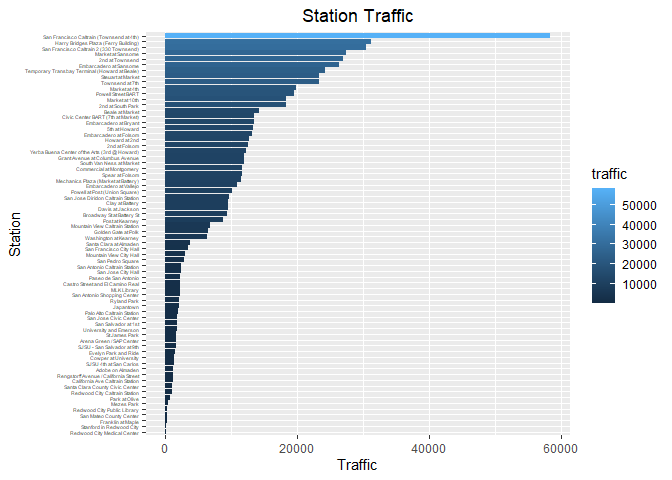 Station Traffic
San Francisco Caltrain (Townsend at 4th)
Harry Bridges Plaza (Ferry Building)
San Francisco Caltrain 2 (330 Townsend)
Market at Sansome
2nd at Townsend
Embarcadero at Sansome
Temporary Transbay Terminal (Howard at Beale)
Steuart at Market
Townsend at 7th
Market at 4th
Powell Street BART
Market at 10th
2nd at South Park
Beale at Market
Civic Center BART (7th at Market)
Embarcadero at Bryant
5th at Howard
Embarcadero at Folsom
Howard at 2nd
2nd at Folsom
Yerba Buena Center of the Arts (3rd @ Howard)
Grant Avenue at Columbus Avenue
South Van Ness at Market
Commercial at Montgomery
Spear at Folsom
Mechanics Plaza (Market at Battery)
Embarcadero at Vallejo
Powell at Post (Union Square)
San Jose Diridon Caltrain Station
Clay at Battery
Davis at Jackson
Broadway St at Battery St
Post at Kearney
Mountain View Caltrain Station
Golden Gate at Polk
Washington at Kearney
Santa Clara at Almaden
San Francisco City Hall
Mountain View City Hall
San Pedro Square
San Antonio Caltrain Station
San Jose City Hall
Paseo de San Antonio
Castro Street and El Camino Real
MLK Library
San Antonio Shopping Center
Ryland Park
Japantown
Palo Alto Caltrain Station
San Jose Civic Center
San Salvador at 1st
University and Emerson
St James Park
Arena Green / SAP Center
SJSU - San Salvador at 9th
Evelyn Park and Ride
Cowper at University
SJSU 4th at San Carlos
Adobe on Almaden
Rengstorff Avenue / California Street
California Ave Caltrain Station
Santa Clara County Civic Center
Redwood City Caltrain Station
Park at Olive
Mezes Park
Redwood City Public Library
San Mateo County Center
Franklin at Maple
Stanford in Redwood City
Redwood City Medical Center
Station
0
20000
40000
60000
Traffic
traffic
50000
40000
30000
20000
10000